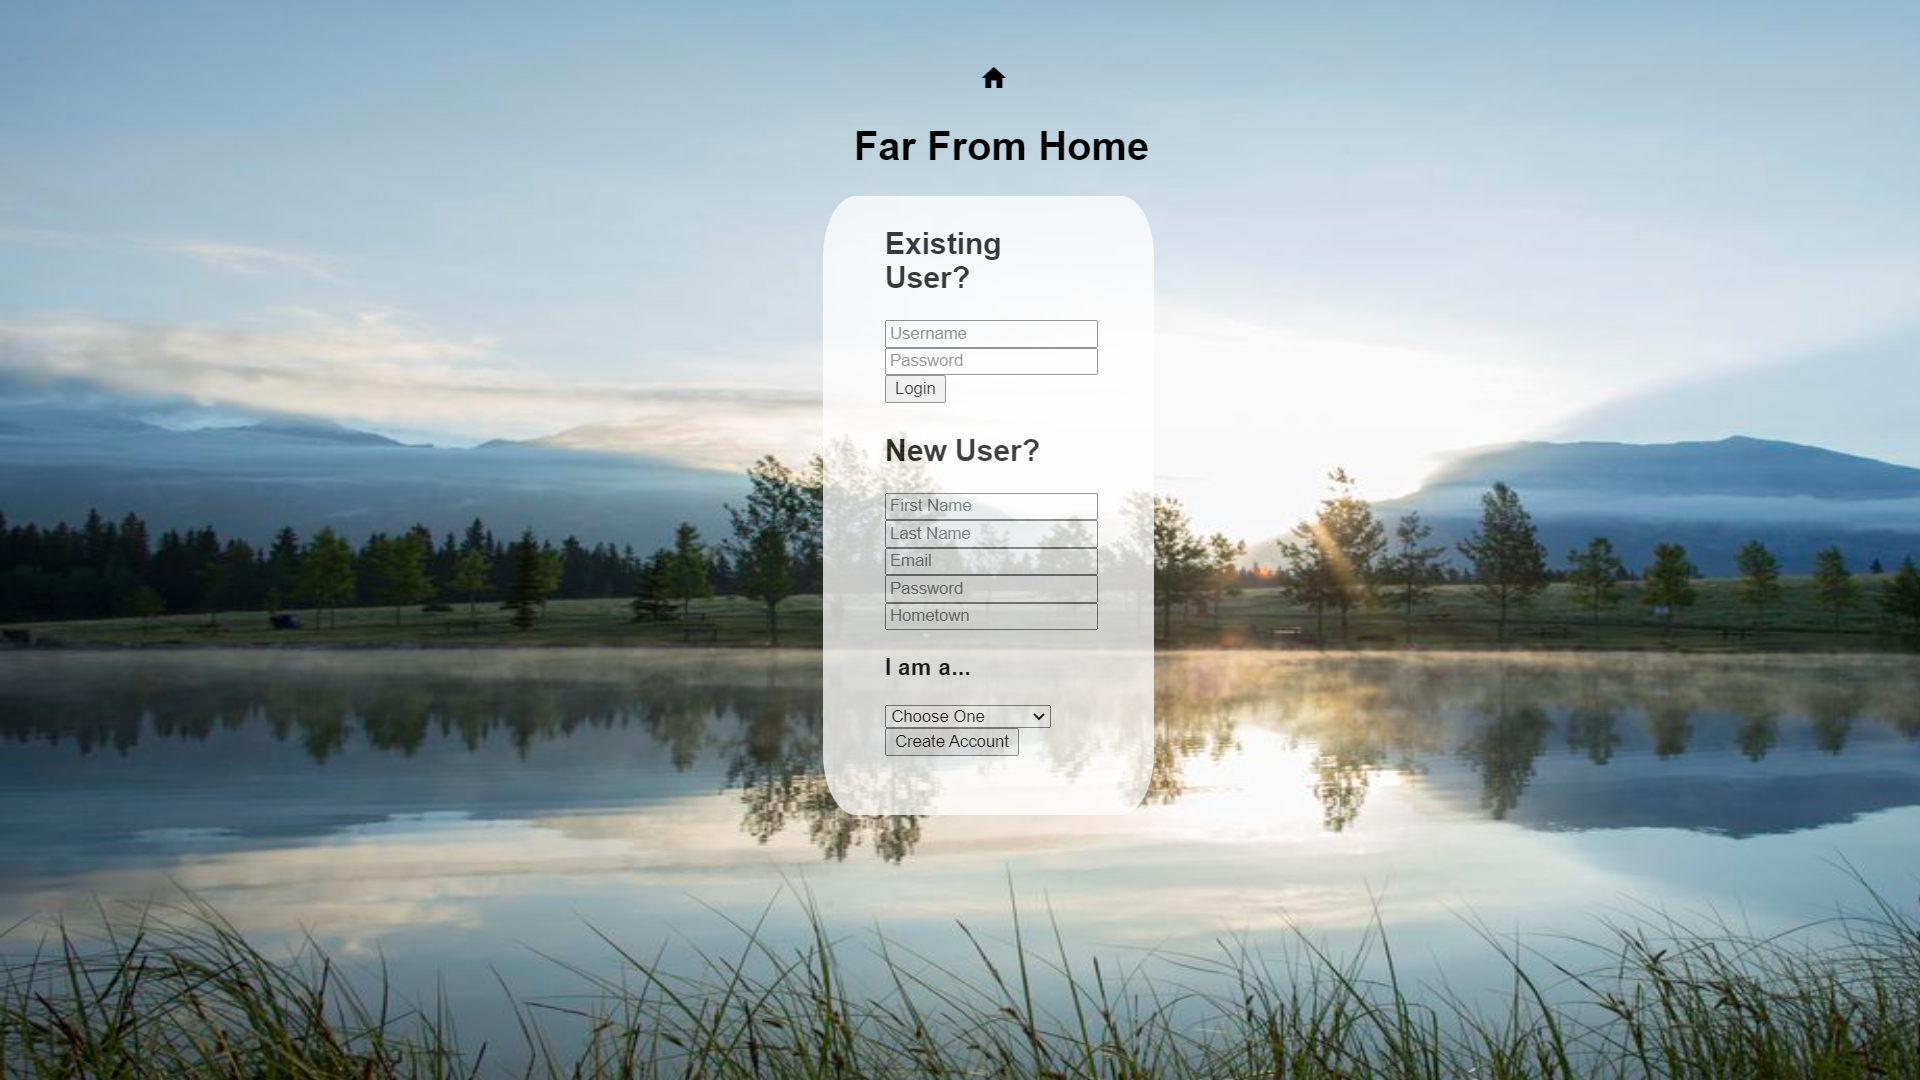 Far From Home
Existing
User?
Username
Password
Login
New User?
First Name
Last Name
Email
Password
Hometown
I am a...
Choose One
Create Account